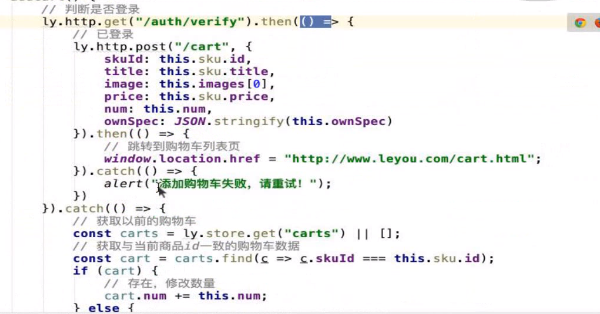 // 判断是否登录
ly.http.get("/auth/verify").then(() => {
// 已登录
ly.http.post("/cart", {
skuId: this.sku.id,
title: this.sku.title,
image: this.images[0],
price: this.sku.price,
num: this.num,
ownSpec: JSON.stringify(this.ownSpec)
}).then(() => {
// 跳转到购物车列表页
window.location.href = "http://www.leyou.com/cart.html";
}).catch(() => {
alert("添加购物车失败，请重试！");
})
}).catch(() => {
// 获取以前的购物车
const carts = ly.store.get("carts") || [];
// 获取与当前商品id一致的购物车数据
const cart = carts.find(c => c.skuId === this.sku.id);
if (cart) {
// 存在，修改数量
cart.num += this.num;
} else {